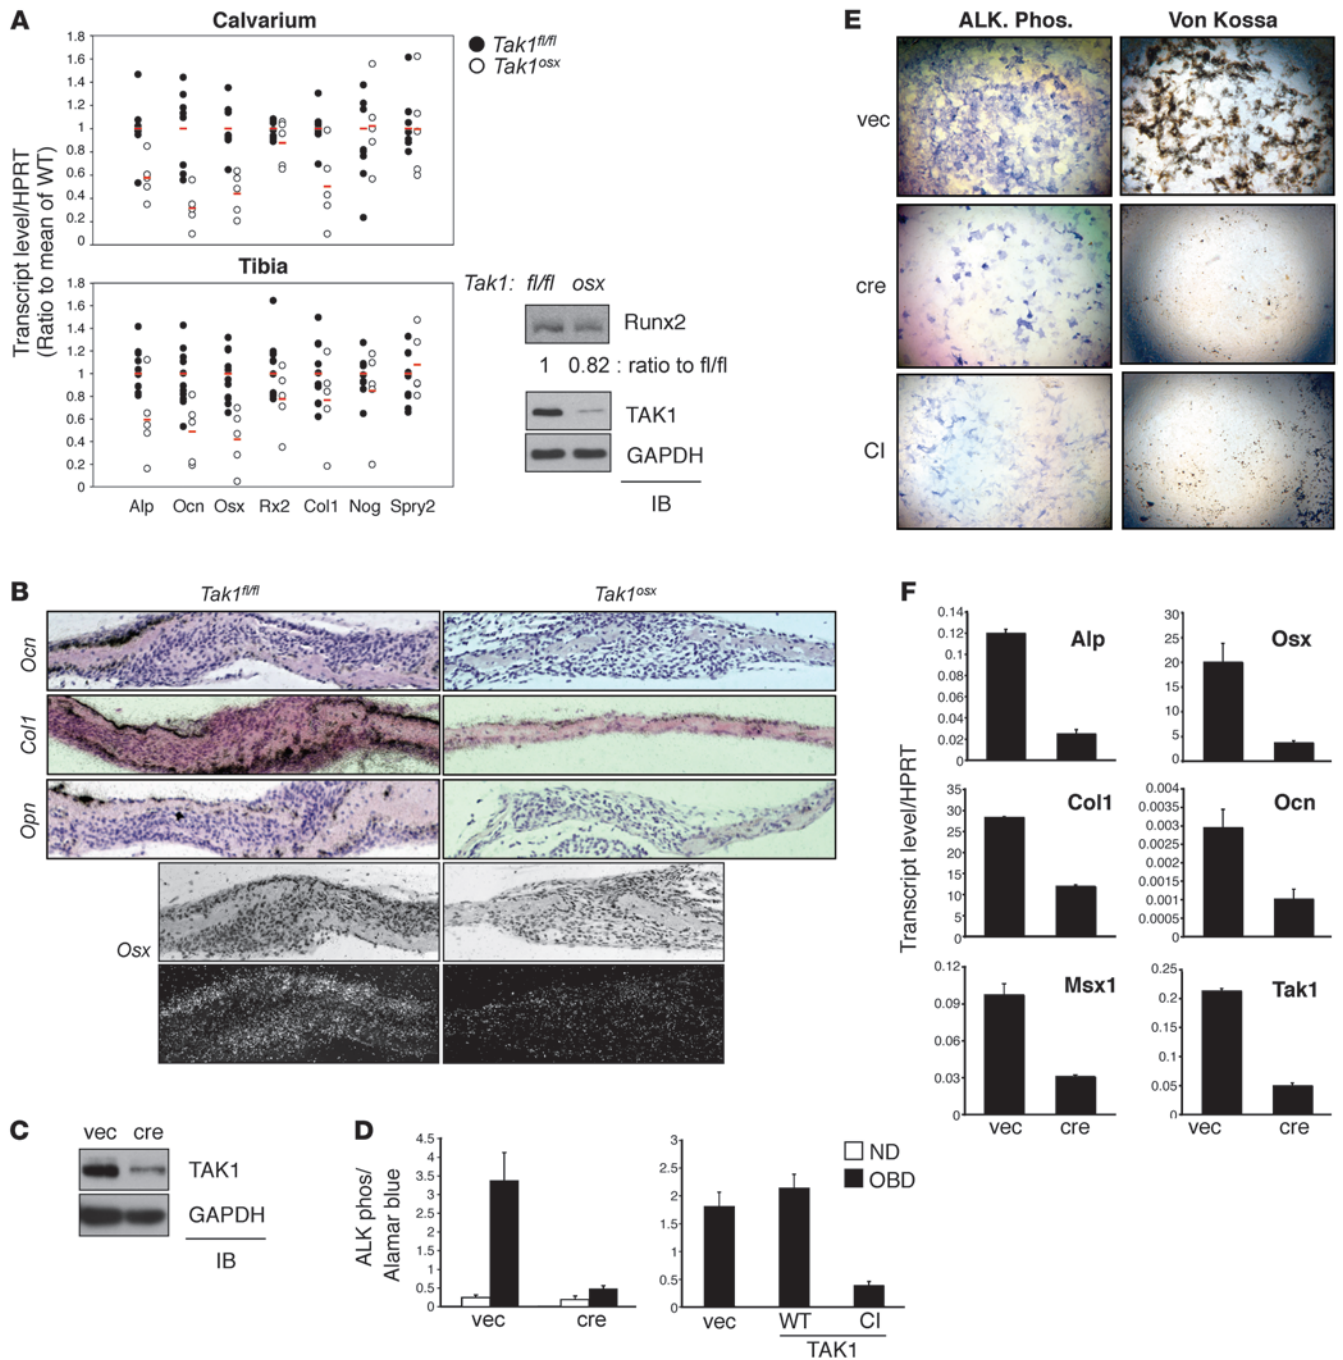 A
Calvarium
Tak1fl/fl
Tak1osx
Transcript level/HPRT
(Ratio to mean of WT)
1.8
1.6
1.4
1.2
1
0.8
0.6
0.4
0.2
0
Tibia
1.8
1.6
1.4
1.2
1
0.8
0.6
0.4
0.2
0
Alp Ocn Osx Rx2 Col1 Nog Spry2
Tak1: fl/fl osx
Runx2
1 0.82 : ratio to fl/fl
TAK1
GAPDH
IB
B
Tak1fl/fl Tak1osx
Ocn
Col1
Opn
Osx
C
vec cre
TAK1
GAPDH
IB
D
ALK phos/
Alamar blue
4.5
4
3.5
3
2.5
2
1.5
1
0.5
0
vec cre
3
2.5
2
1.5
1
0.5
0
ND
OBD
vec WT CI
TAK1
E
ALK. Phos. Von Kossa
vec
cre
CI
F
Transcript level/HPRT
0.14
0.12
0.1
0.08
0.06
0.04
0.02
0
Alp
30
25
20
15
10
5
0
Osx
35
30
25
20
15
10
5
0
Col1
0.004
0.0035
0.003
0.0025
0.002
0.0015
0.001
0.0005
0
Ocn
0.12
0.09
0.06
0.03
0
Msx1
vec cre
0.25
0.2
0.15
0.1
0.05
0
Tak1
vec cre